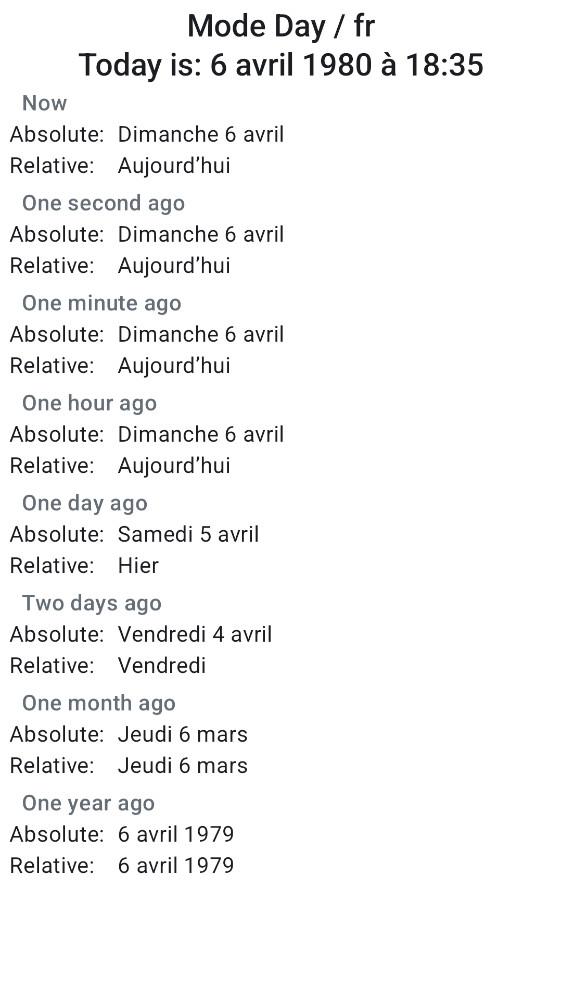 Mode Day / fr
Today is: 6 avril 1980 à 18:35
Now
Absolute: Dimanche 6 avril
Relative: Aujourd’hui
One second ago
Absolute: Dimanche 6 avril
Relative: Aujourd’hui
One minute ago
Absolute: Dimanche 6 avril
Relative: Aujourd’hui
One hour ago
Absolute: Dimanche 6 avril
Relative: Aujourd’hui
One day ago
Absolute: Samedi 5 avril
Relative: Hier
Two days ago
Absolute: Vendredi 4 avril
Relative: Vendredi
One month ago
Absolute: Jeudi 6 mars
Relative: Jeudi 6 mars
One year ago
Absolute: 6 avril 1979
Relative: 6 avril 1979